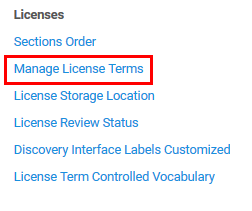 Licenses
Sections Order
Manage License Terms
License Storage Location
License Review Status
Discovery Interface Labels Customized
License Term Controlled Vocabulary